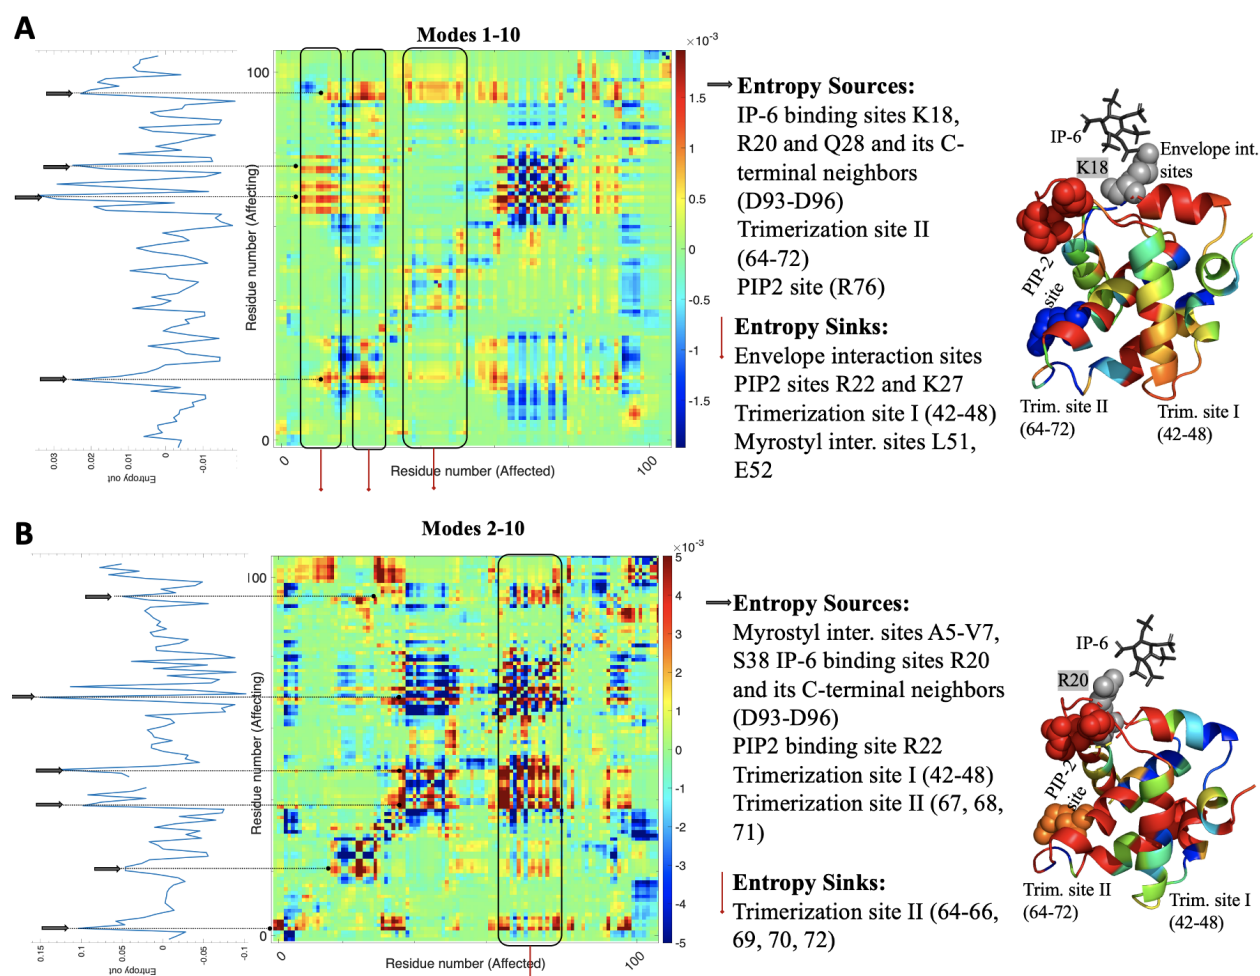 A
Modes 1-10
×10⁻³
100
0
Residue number (Affecting)
0
Residue number (Affected)
100
0.03
0.02
0.01
0
-0.01
Entropy out
1.5
1
0.5
0
-0.5
-1
-1.5
Entropy Sources:
IP-6 binding sites K18,
R20 and Q28 and its C-
terminal neighbors
(D93-D96)
Trimerization site II
(64-72)
PIP2 site (R76)
Entropy Sinks:
Envelope interaction sites
PIP2 sites R22 and K27
Trimerization site I (42-48)
Myrostyl inter. sites L51,
E52
IP-6
Envelope int.
sites
K18
PIP-2
site
Trim. site II
(64-72)
Trim. site I
(42-48)
B
Modes 2-10
×10⁻³
100
0
Residue number (Affecting)
0
Residue number (Affected)
100
0.15
0.1
0.05
0
-0.05
-0.1
Entropy out
5
4
3
2
1
0
-1
-2
-3
-4
-5
Entropy Sources:
Myrostyl inter. sites A5-V7,
S38 IP-6 binding sites R20
and its C-terminal neighbors
(D93-D96)
PIP2 binding site R22
Trimerization site I (42-48)
Trimerization site II (67, 68,
71)
Entropy Sinks:
Trimerization site II (64-66,
69, 70, 72)
IP-6
R20
PIP-2
site
Trim. site II
(64-72)
Trim. site I
(42-48)